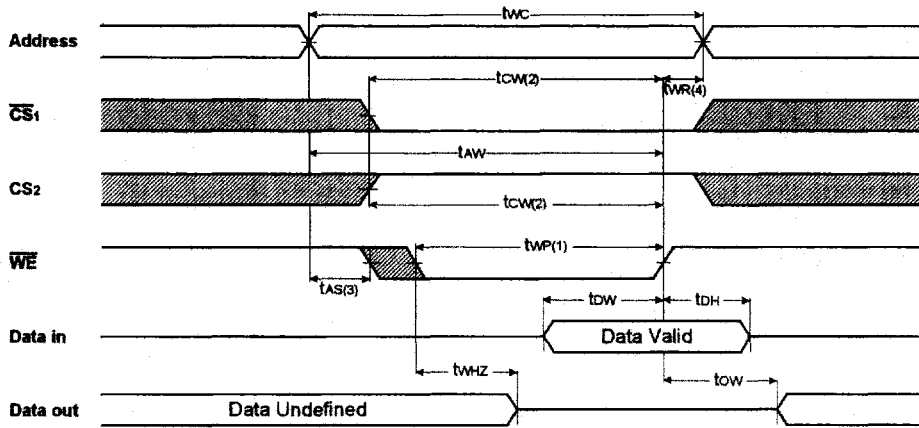 tWC
Address
tCW(2)
tWR(4)
CS1
tAW
CS2
tCW(2)
tWP(1)
WE
tAS(3)
tDW
tDH
Data in
Data Valid
tWHZ
tOW
Data out
Data Undefined